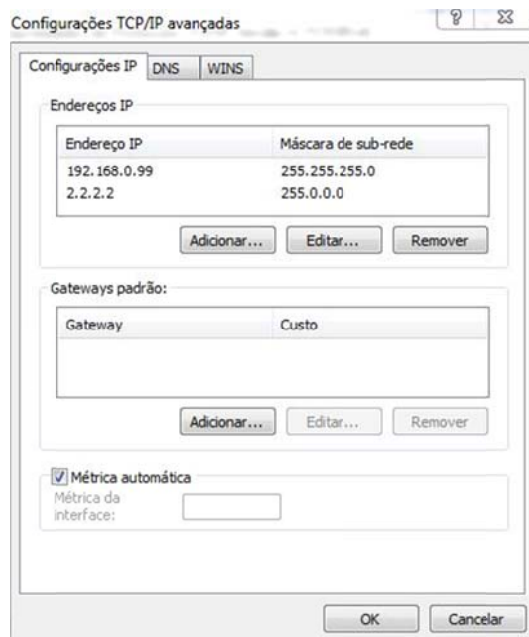 Configurações TCP/IP avançadas
Configurações IP DNS WINS
Endereços IP
Endereço IP Máscara de sub-rede
192.168.0.99 255.255.255.0
2.2.2.2 255.0.0.0
Adicionar... Editar... Remover
Gateways padrão:
Gateway Custo
Adicionar... Editar... Remover
Métrica automática
Métrica da
interface:
OK Cancelar